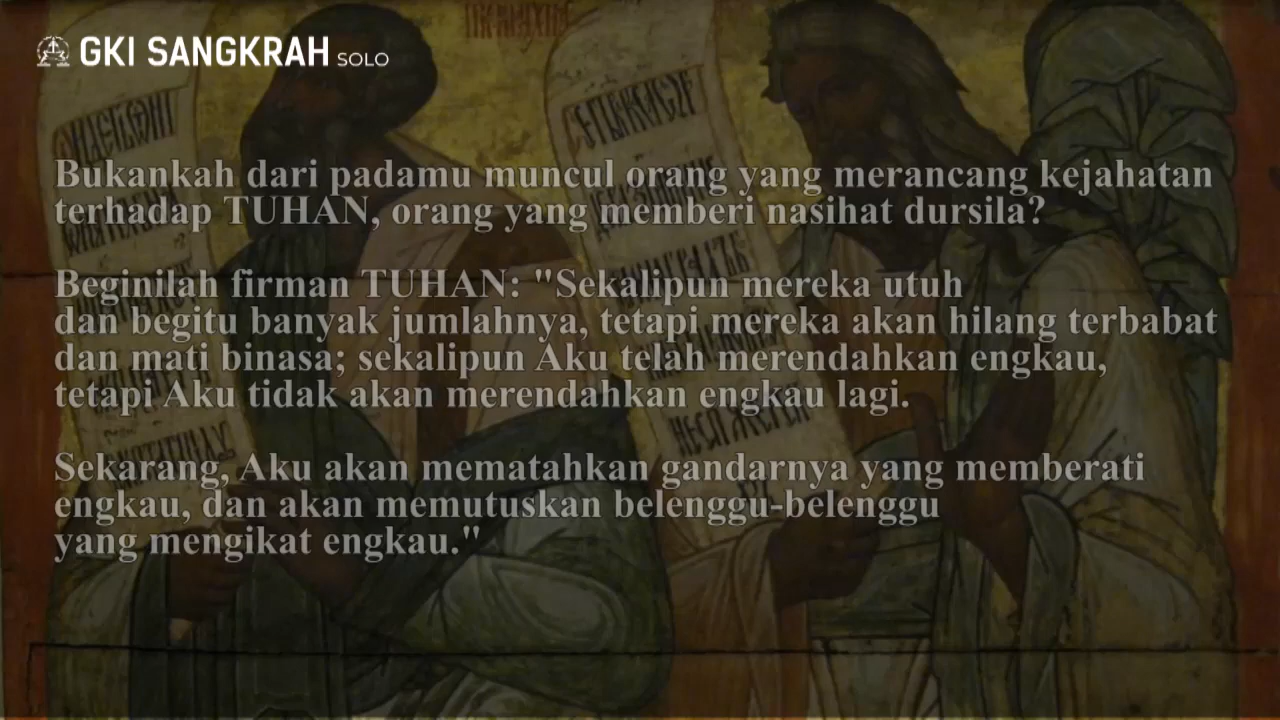 GKI SANGKRAH SOLO
Bukankah dari padamu muncul orang yang merancang kejahatan
terhadap TUHAN, orang yang memberi nasihat dursila?
Beginilah firman TUHAN: "Sekalipun mereka utuh
dan begitu banyak jumlahnya, tetapi mereka akan hilang terbabat
dan mati binasa; sekalipun Aku telah merendahkan engkau,
tetapi Aku tidak akan merendahkan engkau lagi.
Sekarang, Aku akan mematahkan gandarnya yang memberati
engkau, dan akan memutuskan belenggu-belenggu
yang mengikat engkau."